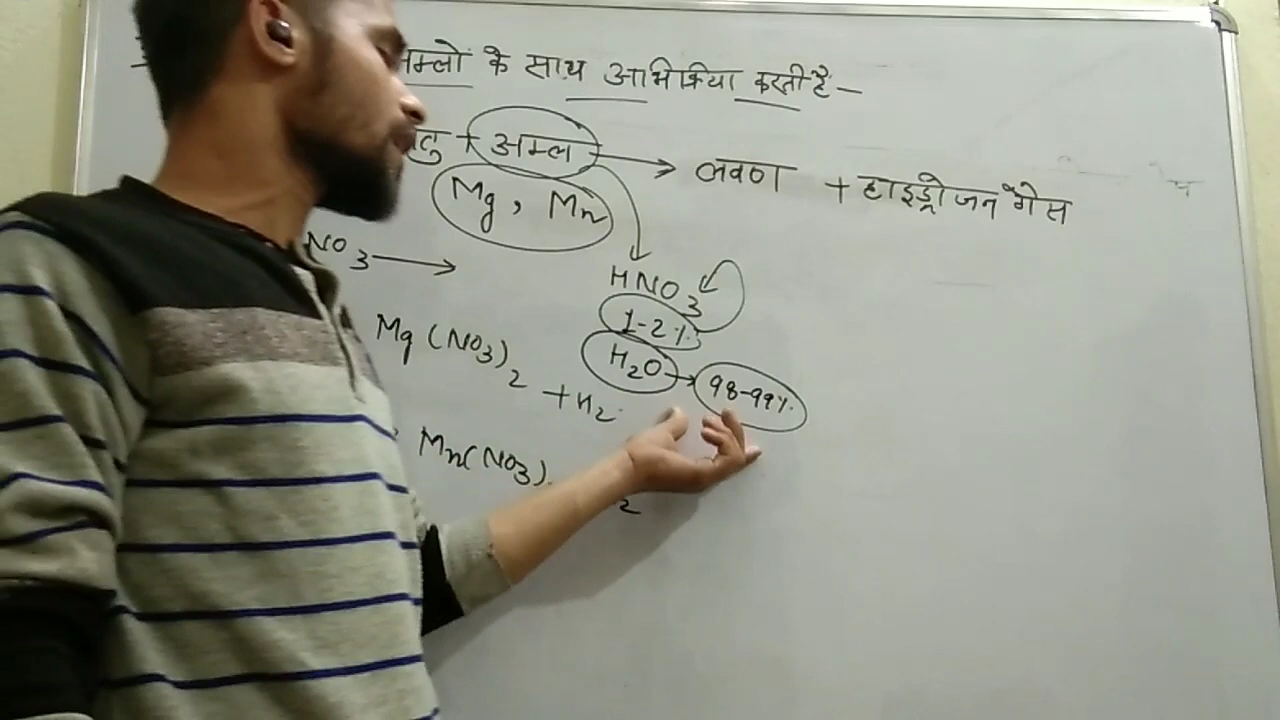 अम्लों के साथ अभिक्रिया करती है –
+ अम्ल → लवण + हाइड्रोजन गैस
Mg, Mn
NO3 →
HNO3
1-2%
H2O → 98-99%
Mg(NO3)2 + H2
Mn(NO3)2